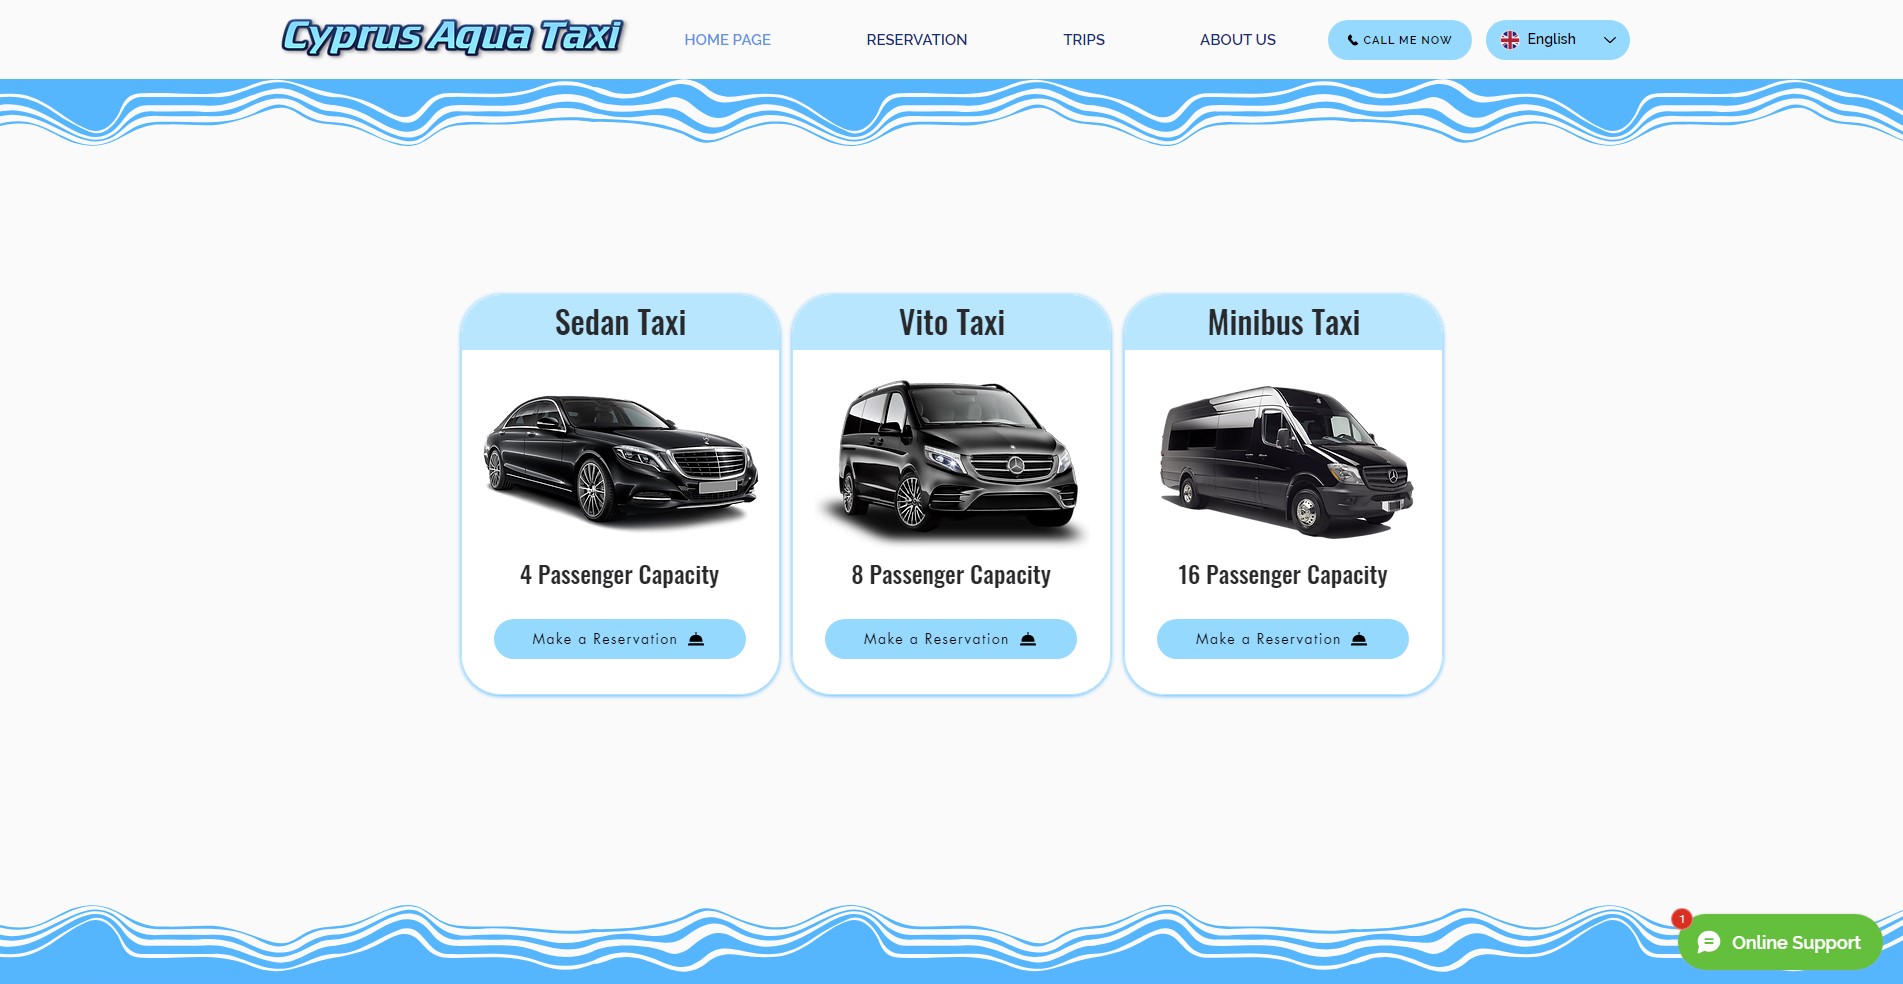 Cyprus Aqua Taxi
HOME PAGE
RESERVATION
TRIPS
ABOUT US
CALL ME NOW
English
Sedan Taxi
4 Passenger Capacity
Make a Reservation
Vito Taxi
8 Passenger Capacity
Make a Reservation
Minibus Taxi
16 Passenger Capacity
Make a Reservation
1
Online Support